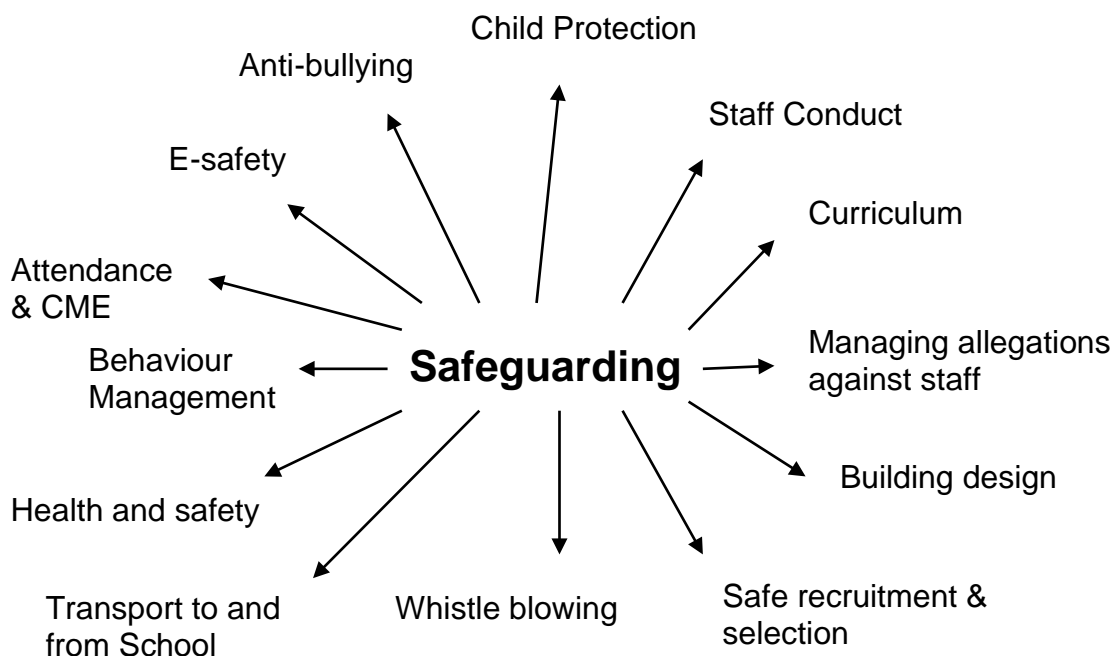 Child Protection
Anti-bullying
Staff Conduct
E-safety
Curriculum
Attendance
& CME
Managing allegations
against staff
Behaviour
Management
Safeguarding
Building design
Health and safety
Transport to and
from School
Whistle blowing
Safe recruitment &
selection